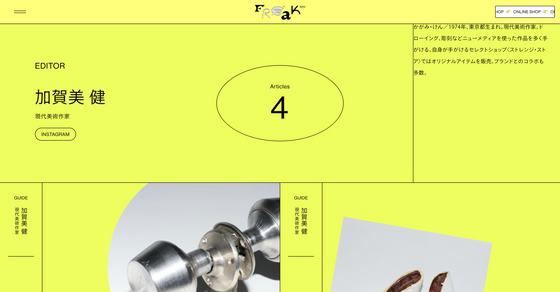 FREAK
HOP ONLINE SHOP O
EDITOR
加賀美 健
現代美術作家
INSTAGRAM
Articles
4
かがみ・けん／1974年、東京都生まれ。現代美術作家。ド
ローイング、彫刻などニューメディアを使った作品を多く手
がける。自身が手がけるセレクトショップ〈ストレンジ・スト
ア〉ではオリジナルアイテムを販売。ブランドとのコラボも
多数。
GUIDE
加賀美 健
現代美術作家
GUIDE
加賀美 健
現代美術作家